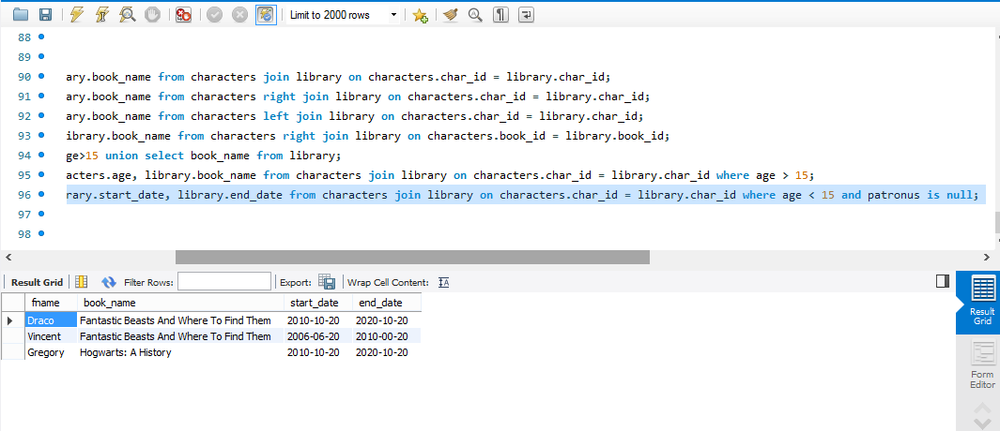 Limit to 2000 rows
88
89
90 ary.book_name from characters join library on characters.char_id = library.char_id;
91 ary.book_name from characters right join library on characters.char_id = library.char_id;
92 ary.book_name from characters left join library on characters.char_id = library.char_id;
93 ibrary.book_name from characters right join library on characters.book_id = library.book_id;
94 ge>15 union select book_name from library;
95 acters.age, library.book_name from characters join library on characters.char_id = library.char_id where age > 15;
96 rary.start_date, library.end_date from characters join library on characters.char_id = library.char_id where age < 15 and patronus is null;
97
98
Result Grid Filter Rows: Export: Wrap Cell Content:
fname book_name start_date end_date
Draco Fantastic Beasts And Where To Find Them 2010-10-20 2020-10-20
Vincent Fantastic Beasts And Where To Find Them 2006-06-20 2010-00-20
Gregory Hogwarts: A History 2010-10-20 2020-10-20
Result
Grid
Form
Editor